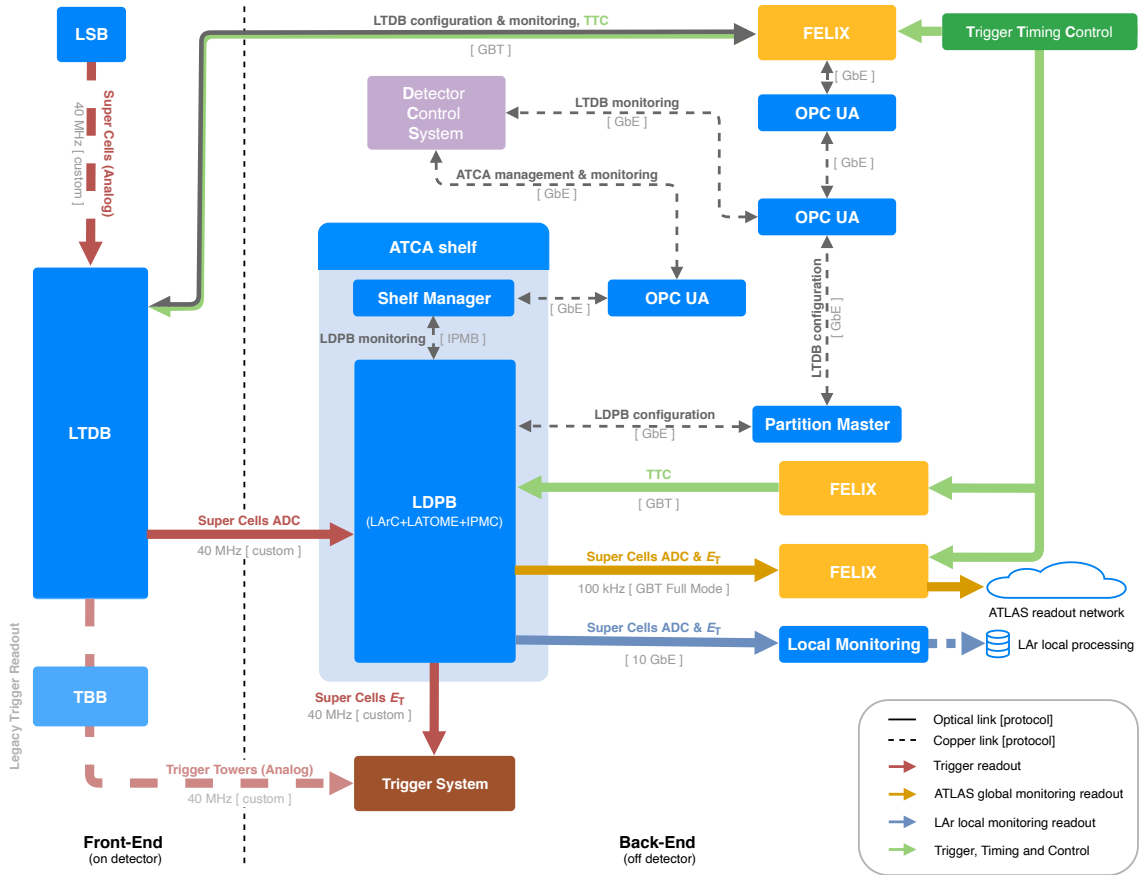 LSB
LTDB configuration & monitoring, TTC
[ GBT ]
FELIX
Trigger Timing Control
[ GbE ]
Detector
Control
System
LTDB monitoring
[ GbE ]
OPC UA
Super Cells (Analog)
40 MHz [ custom ]
[ GbE ]
ATCA management & monitoring
[ GbE ]
OPC UA
ATCA shelf
Shelf Manager
[ GbE ]
OPC UA
LTDB configuration
[ GbE ]
LDPB monitoring
[ IPMB ]
LDPB configuration
[ GbE ]
Partition Master
LTDB
TTC
[ GBT ]
FELIX
LDPB
(LArC+LATOME+IPMC)
Super Cells ADC
40 MHz [ custom ]
Super Cells ADC & ET
100 kHz [ GBT Full Mode ]
FELIX
ATLAS readout network
Super Cells ADC & ET
[ 10 GbE ]
Local Monitoring
LAr local processing
Legacy Trigger Readout
TBB
Super Cells ET
40 MHz [ custom ]
Trigger Towers (Analog)
40 MHz [ custom ]
Trigger System
Optical link [protocol]
Copper link [protocol]
Trigger readout
ATLAS global monitoring readout
LAr local monitoring readout
Trigger, Timing and Control
Front-End
(on detector)
Back-End
(off detector)